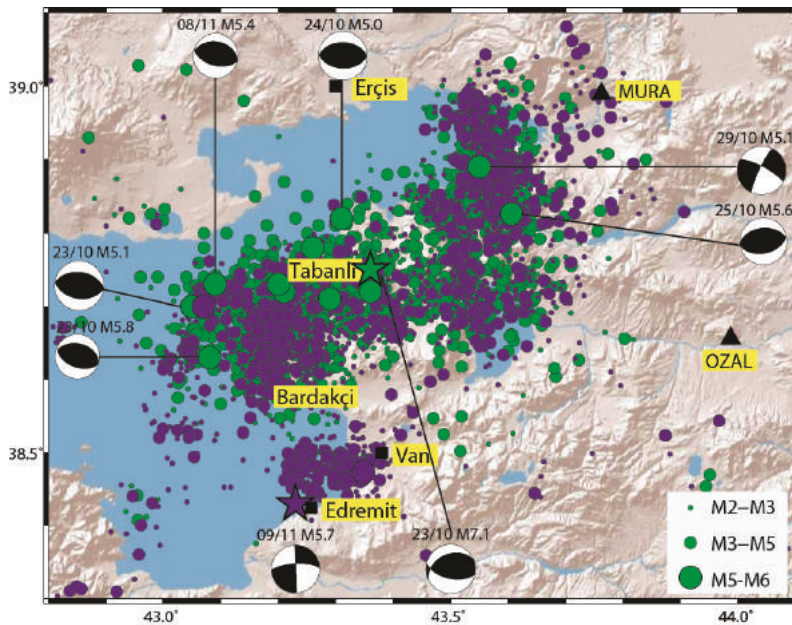 08/11 M5.4
24/10 M5.0
39.0°
Erçis
MURA
29/10 M5.1
25/10 M5.6
23/10 M5.1
Tabanlı
23/10 M5.8
OZAL
Bardakçi
38.5°
Van
Edremit
M2–M3
09/11 M5.7
23/10 M7.1
M3–M5
M5-M6
43.0°
43.5°
44.0°